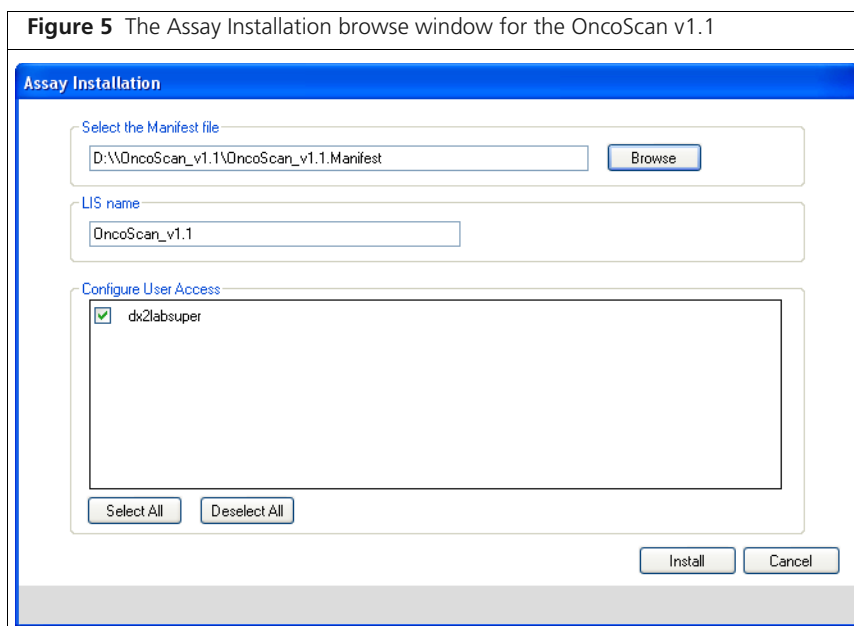 Figure 5 The Assay Installation browse window for the OncoScan v1.1
Assay Installation
Select the Manifest file
D:\\OncoScan_v1.1\OncoScan_v1.1.Manifest
Browse
LIS name
OncoScan_v1.1
Configure User Access
dx2labsuper
Select All
Deselect All
Install
Cancel